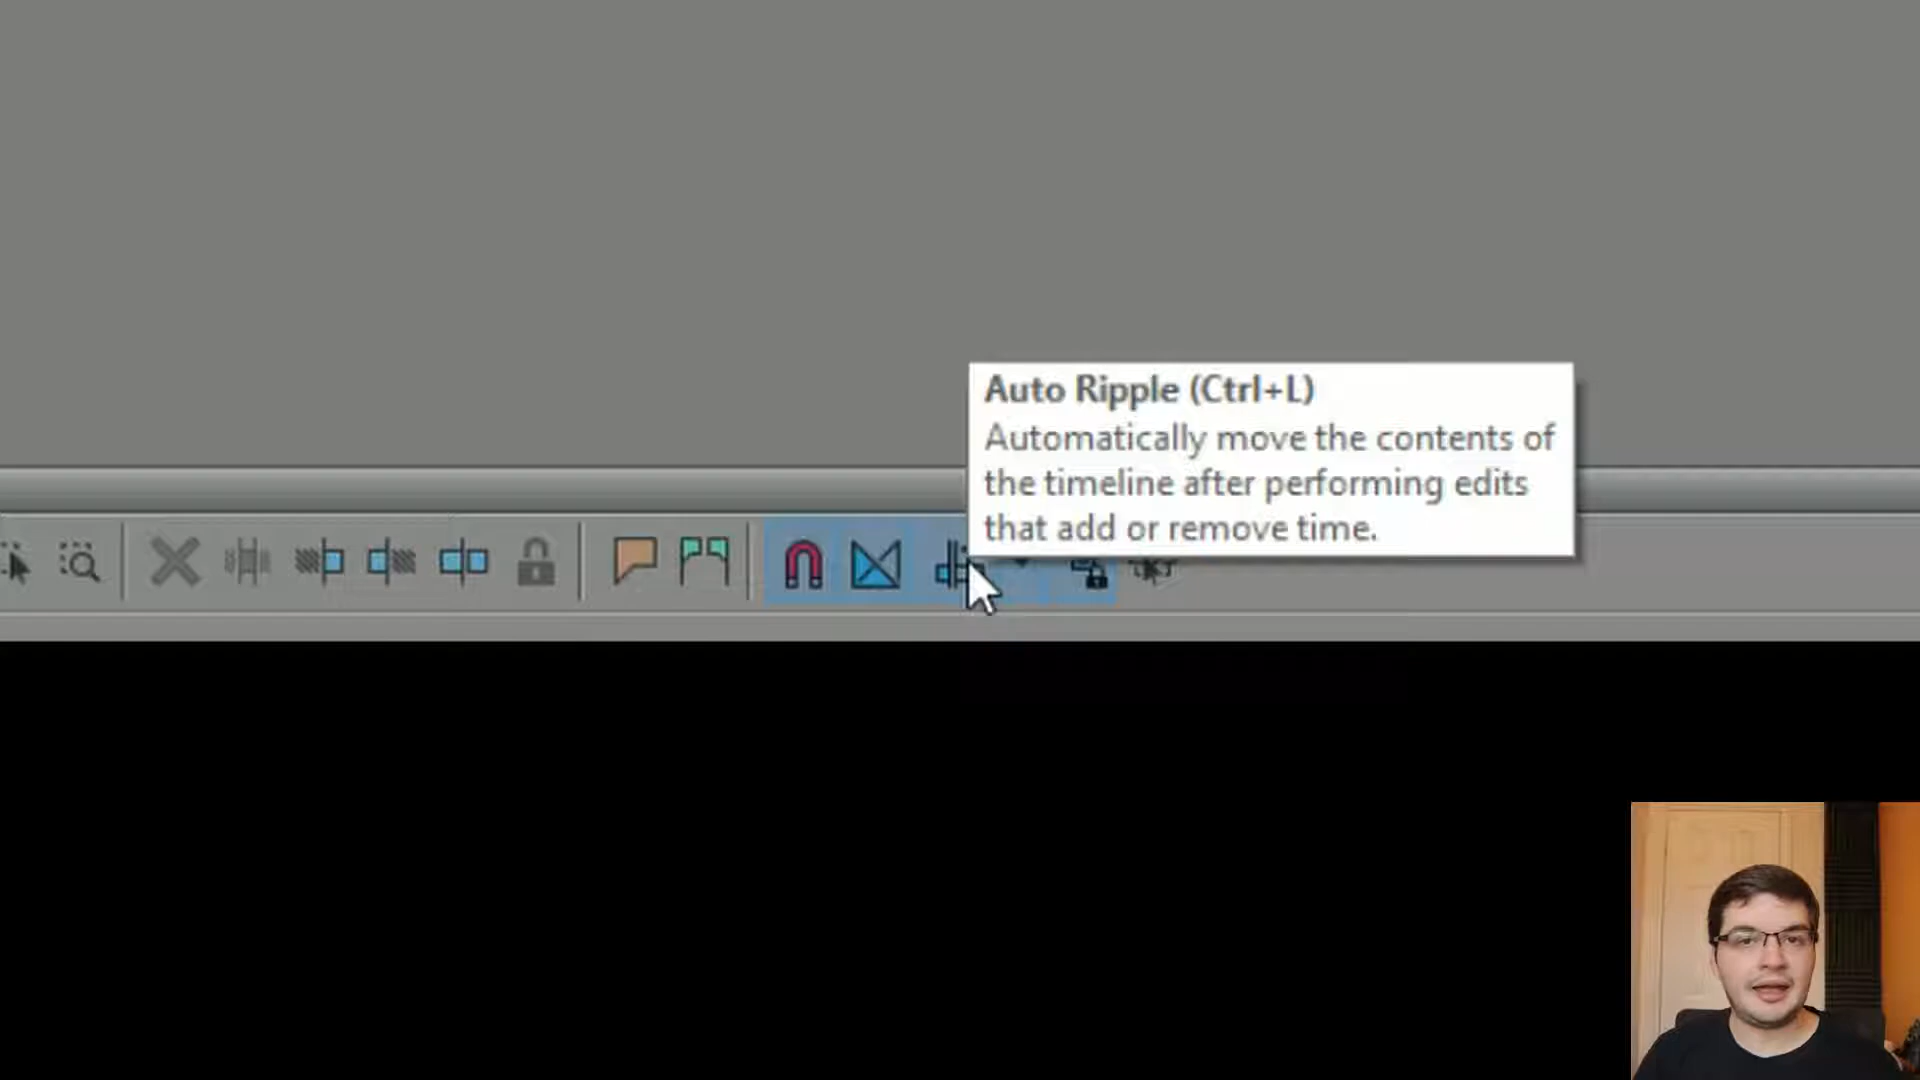 Auto Ripple (Ctrl+L)
Automatically move the contents of
the timeline after performing edits
that add or remove time.